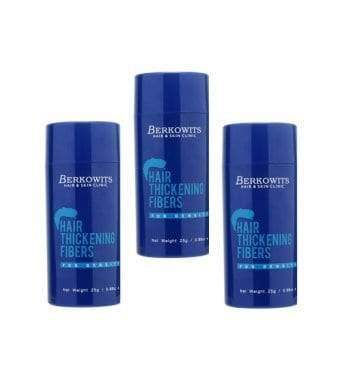 BERKOWITS
HAIR & SKIN CLINIC
HAIR
THICKENING
FIBERS
Net Weight 25g /
BERKOWITS
HAIR & SKIN CLINIC
HAIR
THICKENING
FIBERS
Net Weight 25g /
BERKOWITS
HAIR & SKIN CLINIC
HAIR
THICKENING
FIBERS
Net Weight 25g /